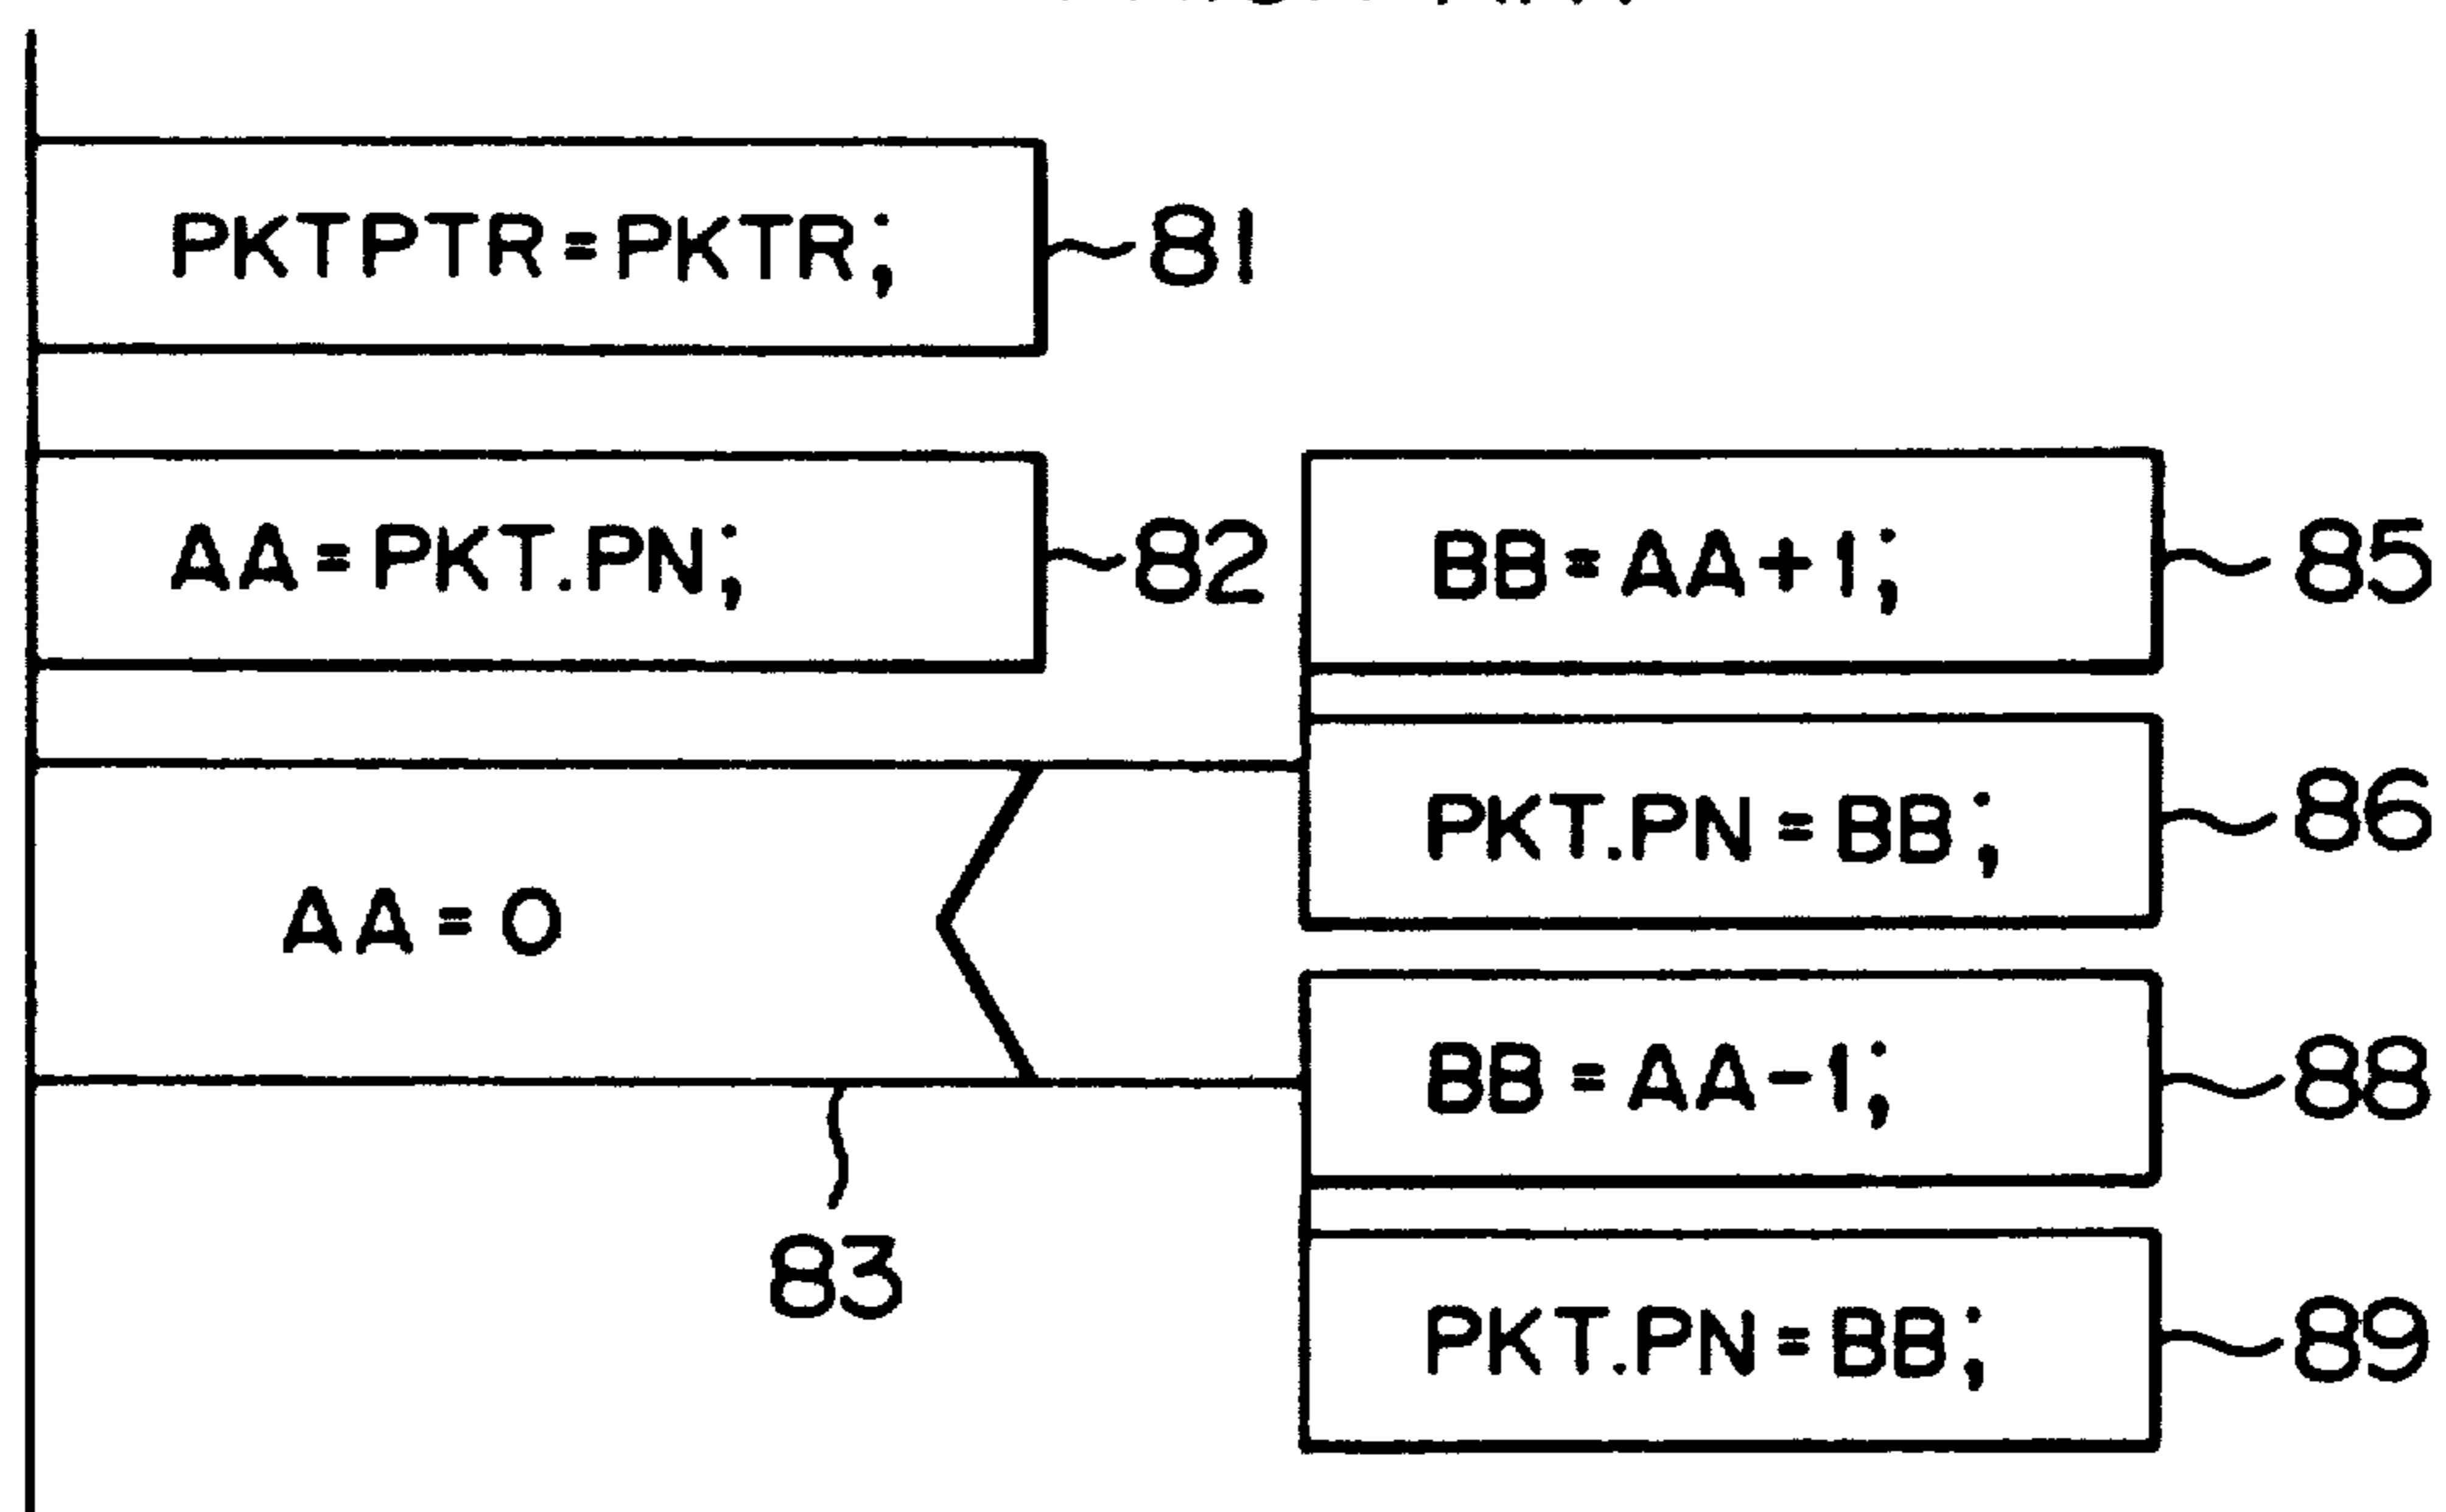 PKTPTR=PKTR;
81
AA=PKT.PN;
82
BB=AA+1;
85
PKT.PN=BB;
86
AA=0
BB=AA-1;
88
83
PKT.PN=BB;
89